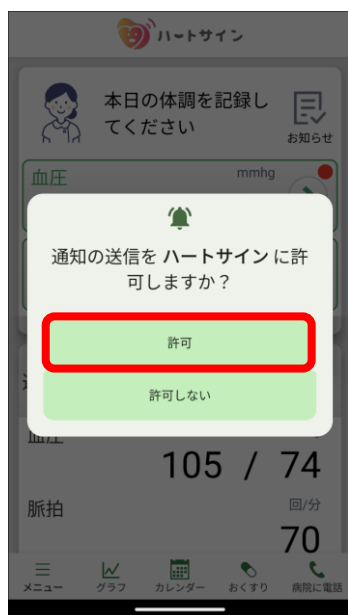 ハートサイン
本日の体調を記録し
てください
お知らせ
血圧
mmhg
通知の送信を ハートサイン に許
可しますか？
許可
許可しない
血圧
105 / 74
脈拍
回/分
70
メニュー
グラフ
カレンダー
おくすり
病院に電話